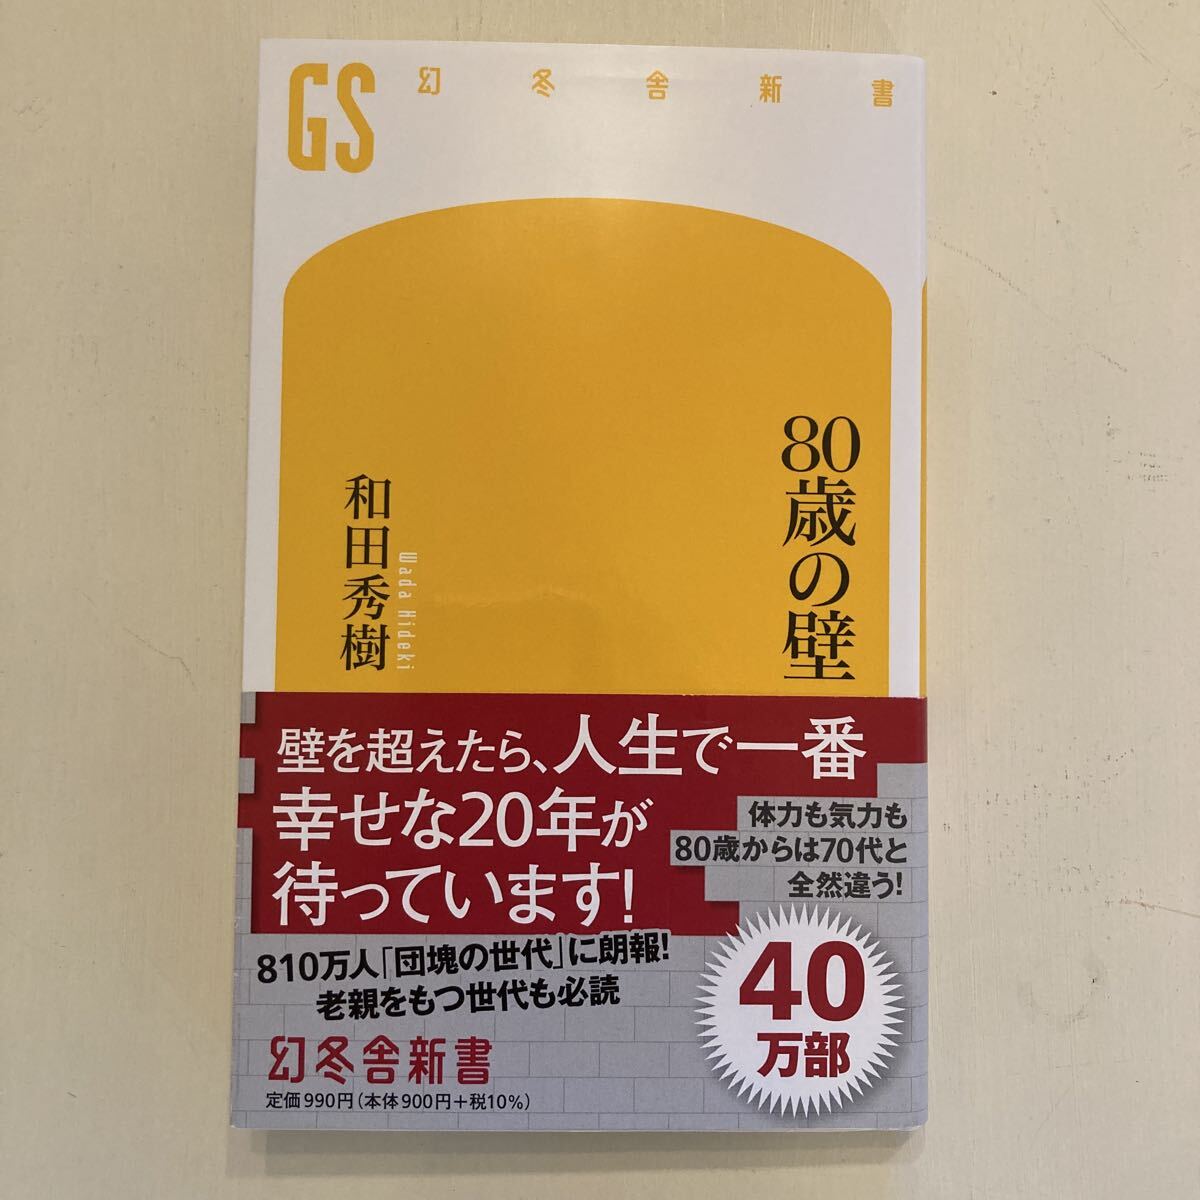 GS
幻冬舎新書
80歳の壁
和田秀樹
Wada Hideki
壁を超えたら、人生で一番
幸せな20年が
待っています!
体力も気力も
80歳からは70代と
全然違う!
810万人「団塊の世代」に朗報!
老親をもつ世代も必読
40
万部
幻冬舎新書
定価990円(本体900円+税10%)